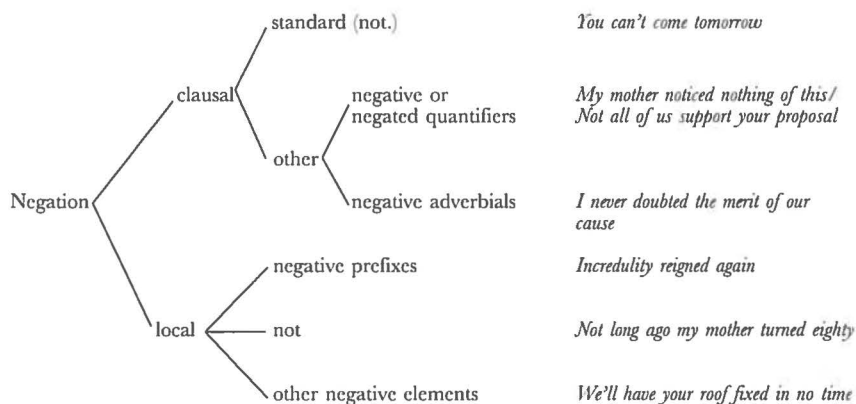 standard (not.) You can't come tomorrow
clausal
negative or My mother noticed nothing of this/
negated quantifiers Not all of us support your proposal
other
Negation
negative adverbials I never doubted the merit of our
cause
negative prefixes Incredulity reigned again
local
not Not long ago my mother turned eighty
other negative elements We'll have your roof fixed in no time